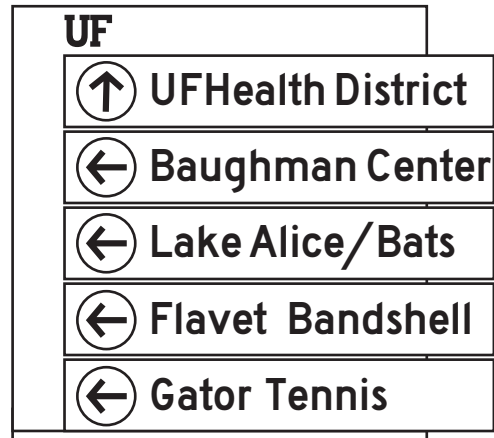 UF
UFHealth District
Baughman Center
Lake Alice/Bats
Flavet Bandshell
Gator Tennis